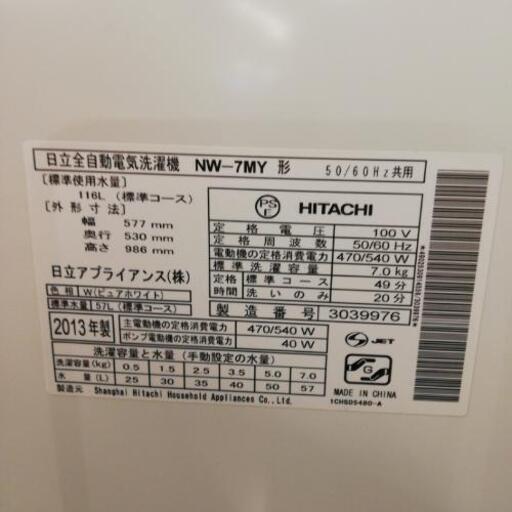 日立全自動電気洗濯機 NW-7MY 形 50/60Hz共用
[標準使用水量]
116L (標準コース)
[外形寸法]
幅 577 mm
奥行 530 mm
高さ 986 mm
日立アプライアンス(株)
色相 W(ピュアホワイト)
標準水量 57L (標準コース)
PSE HITACHI
定格電圧 100 V
定格周波数 50/60 Hz
電動機の定格消費電力 470/540 W
標準洗濯容量 7.0 kg
定格時間 標準コース 49 分
洗いのみ 20 分
製造番号 3039976
2013年製
主電動機の定格消費電力 470/540 W
ポンプ電動機の定格消費電力 40 W
洗濯容量と水量 (手動設定の水量)
洗濯容量(kg) 0.5 1.5 2.5 3.5 5.0 7.0
水量(L) 25 30 35 40 50 57
製造元 Shanghai Hitachi Household Appliances Co.,Ltd.
S JET
G
MADE IN CHINA
1CHSD5480-A